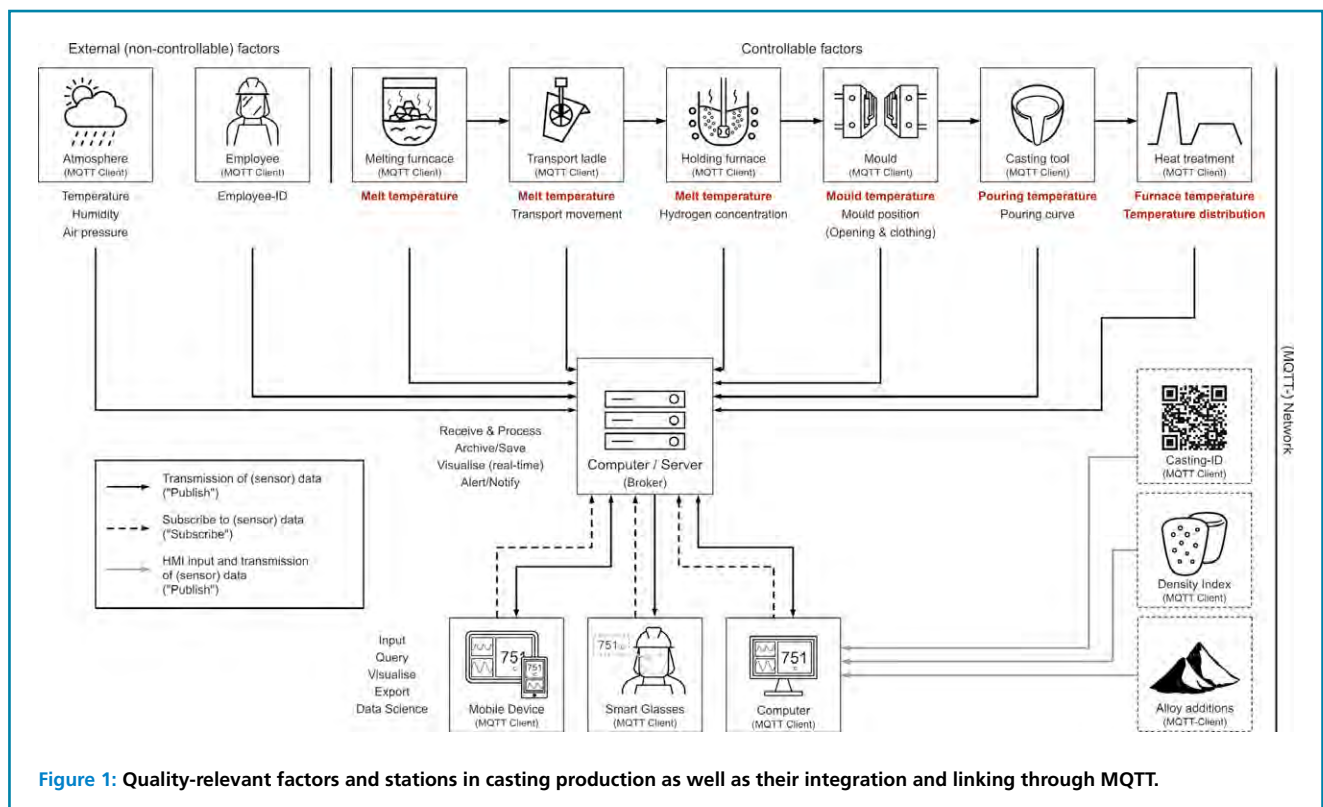 External (non-controllable) factors
Controllable factors
Atmosphere
(MQTT Client)
Temperature
Humidity
Air pressure
Employee
(MQTT Client)
Employee-ID
Melting furncace
(MQTT Client)
Melt temperature
Transport ladle
(MQTT Client)
Melt temperature
Transport movement
Holding furnace
(MQTT Client)
Melt temperature
Hydrogen concentration
Mould
(MQTT Client)
Mould temperature
Mould position
(Opening & clothing)
Casting tool
(MQTT Client)
Pouring temperature
Pouring curve
Heat treatment
(MQTT Client)
Furnace temperature
Temperature distribution
(MQTT-) Network
Receive & Process
Archive/Save
Visualise (real-time)
Alert/Notify
Computer / Server
(Broker)
Casting-ID
(MQTT Client)
Density Index
(MQTT Client)
Alloy additions
(MQTT-Client)
Transmission of (sensor) data
("Publish")
Subscribe to (sensor) data
("Subscribe")
HMI input and transmission
of (sensor) data
("Publish")
Input
Query
Visualise
Export
Data Science
751
751
Mobile Device
(MQTT Client)
751
Smart Glasses
(MQTT Client)
751
Computer
(MQTT Client)
Figure 1: Quality-relevant factors and stations in casting production as well as their integration and linking through MQTT.